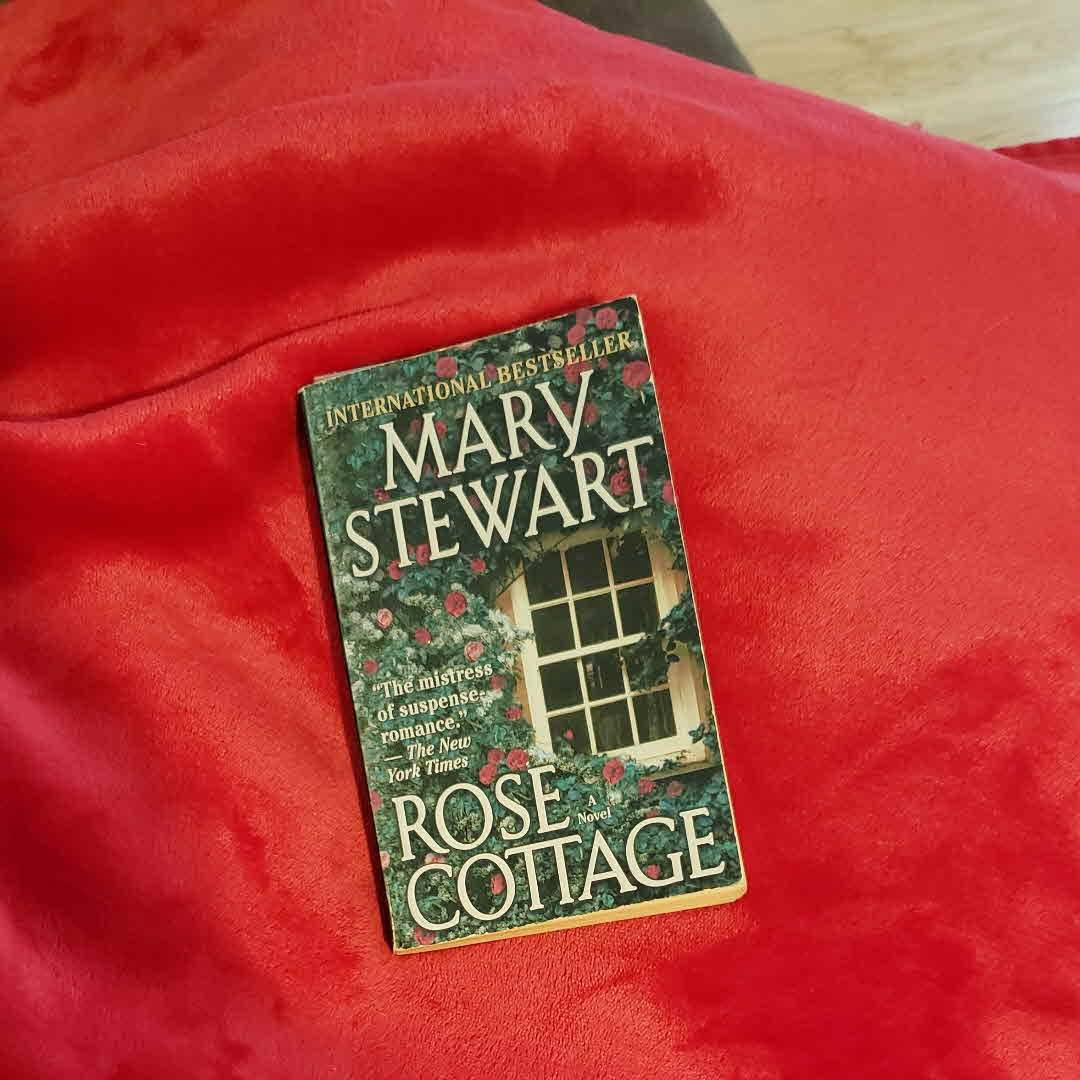 INTERNATIONAL BESTSELLER
MARY
STEWART
"The mistress
of suspense-
romance."
— The New
York Times
ROSE
A
Novel
COTTAGE